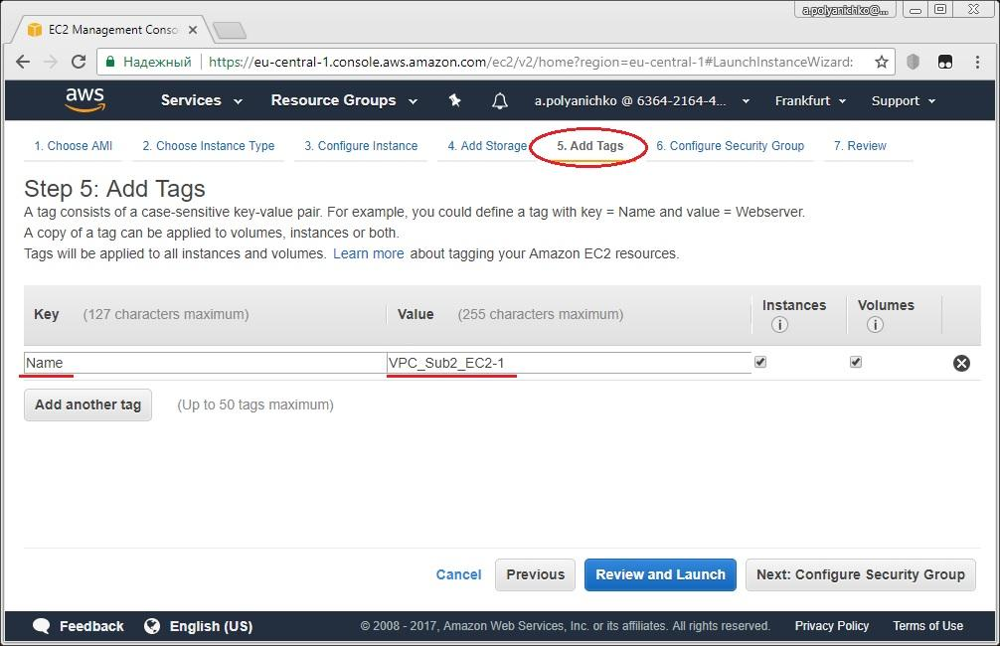 a.polyanichko@...
EC2 Management Conso
Надежный https://eu-central-1.console.aws.amazon.com/ec2/v2/home?region=eu-central-1#LaunchInstanceWizard:
aws Services Resource Groups a.polyanichko @ 6364-2164-4... Frankfurt Support
1. Choose AMI 2. Choose Instance Type 3. Configure Instance 4. Add Storage 5. Add Tags 6. Configure Security Group 7. Review
Step 5: Add Tags
A tag consists of a case-sensitive key-value pair. For example, you could define a tag with key = Name and value = Webserver.
A copy of a tag can be applied to volumes, instances or both.
Tags will be applied to all instances and volumes. Learn more about tagging your Amazon EC2 resources.
Key (127 characters maximum) Value (255 characters maximum) Instances Volumes
Name VPC_Sub2_EC2-1
Add another tag (Up to 50 tags maximum)
Cancel Previous Review and Launch Next: Configure Security Group
Feedback English (US) © 2008 - 2017, Amazon Web Services, Inc. or its affiliates. All rights reserved. Privacy Policy Terms of Use